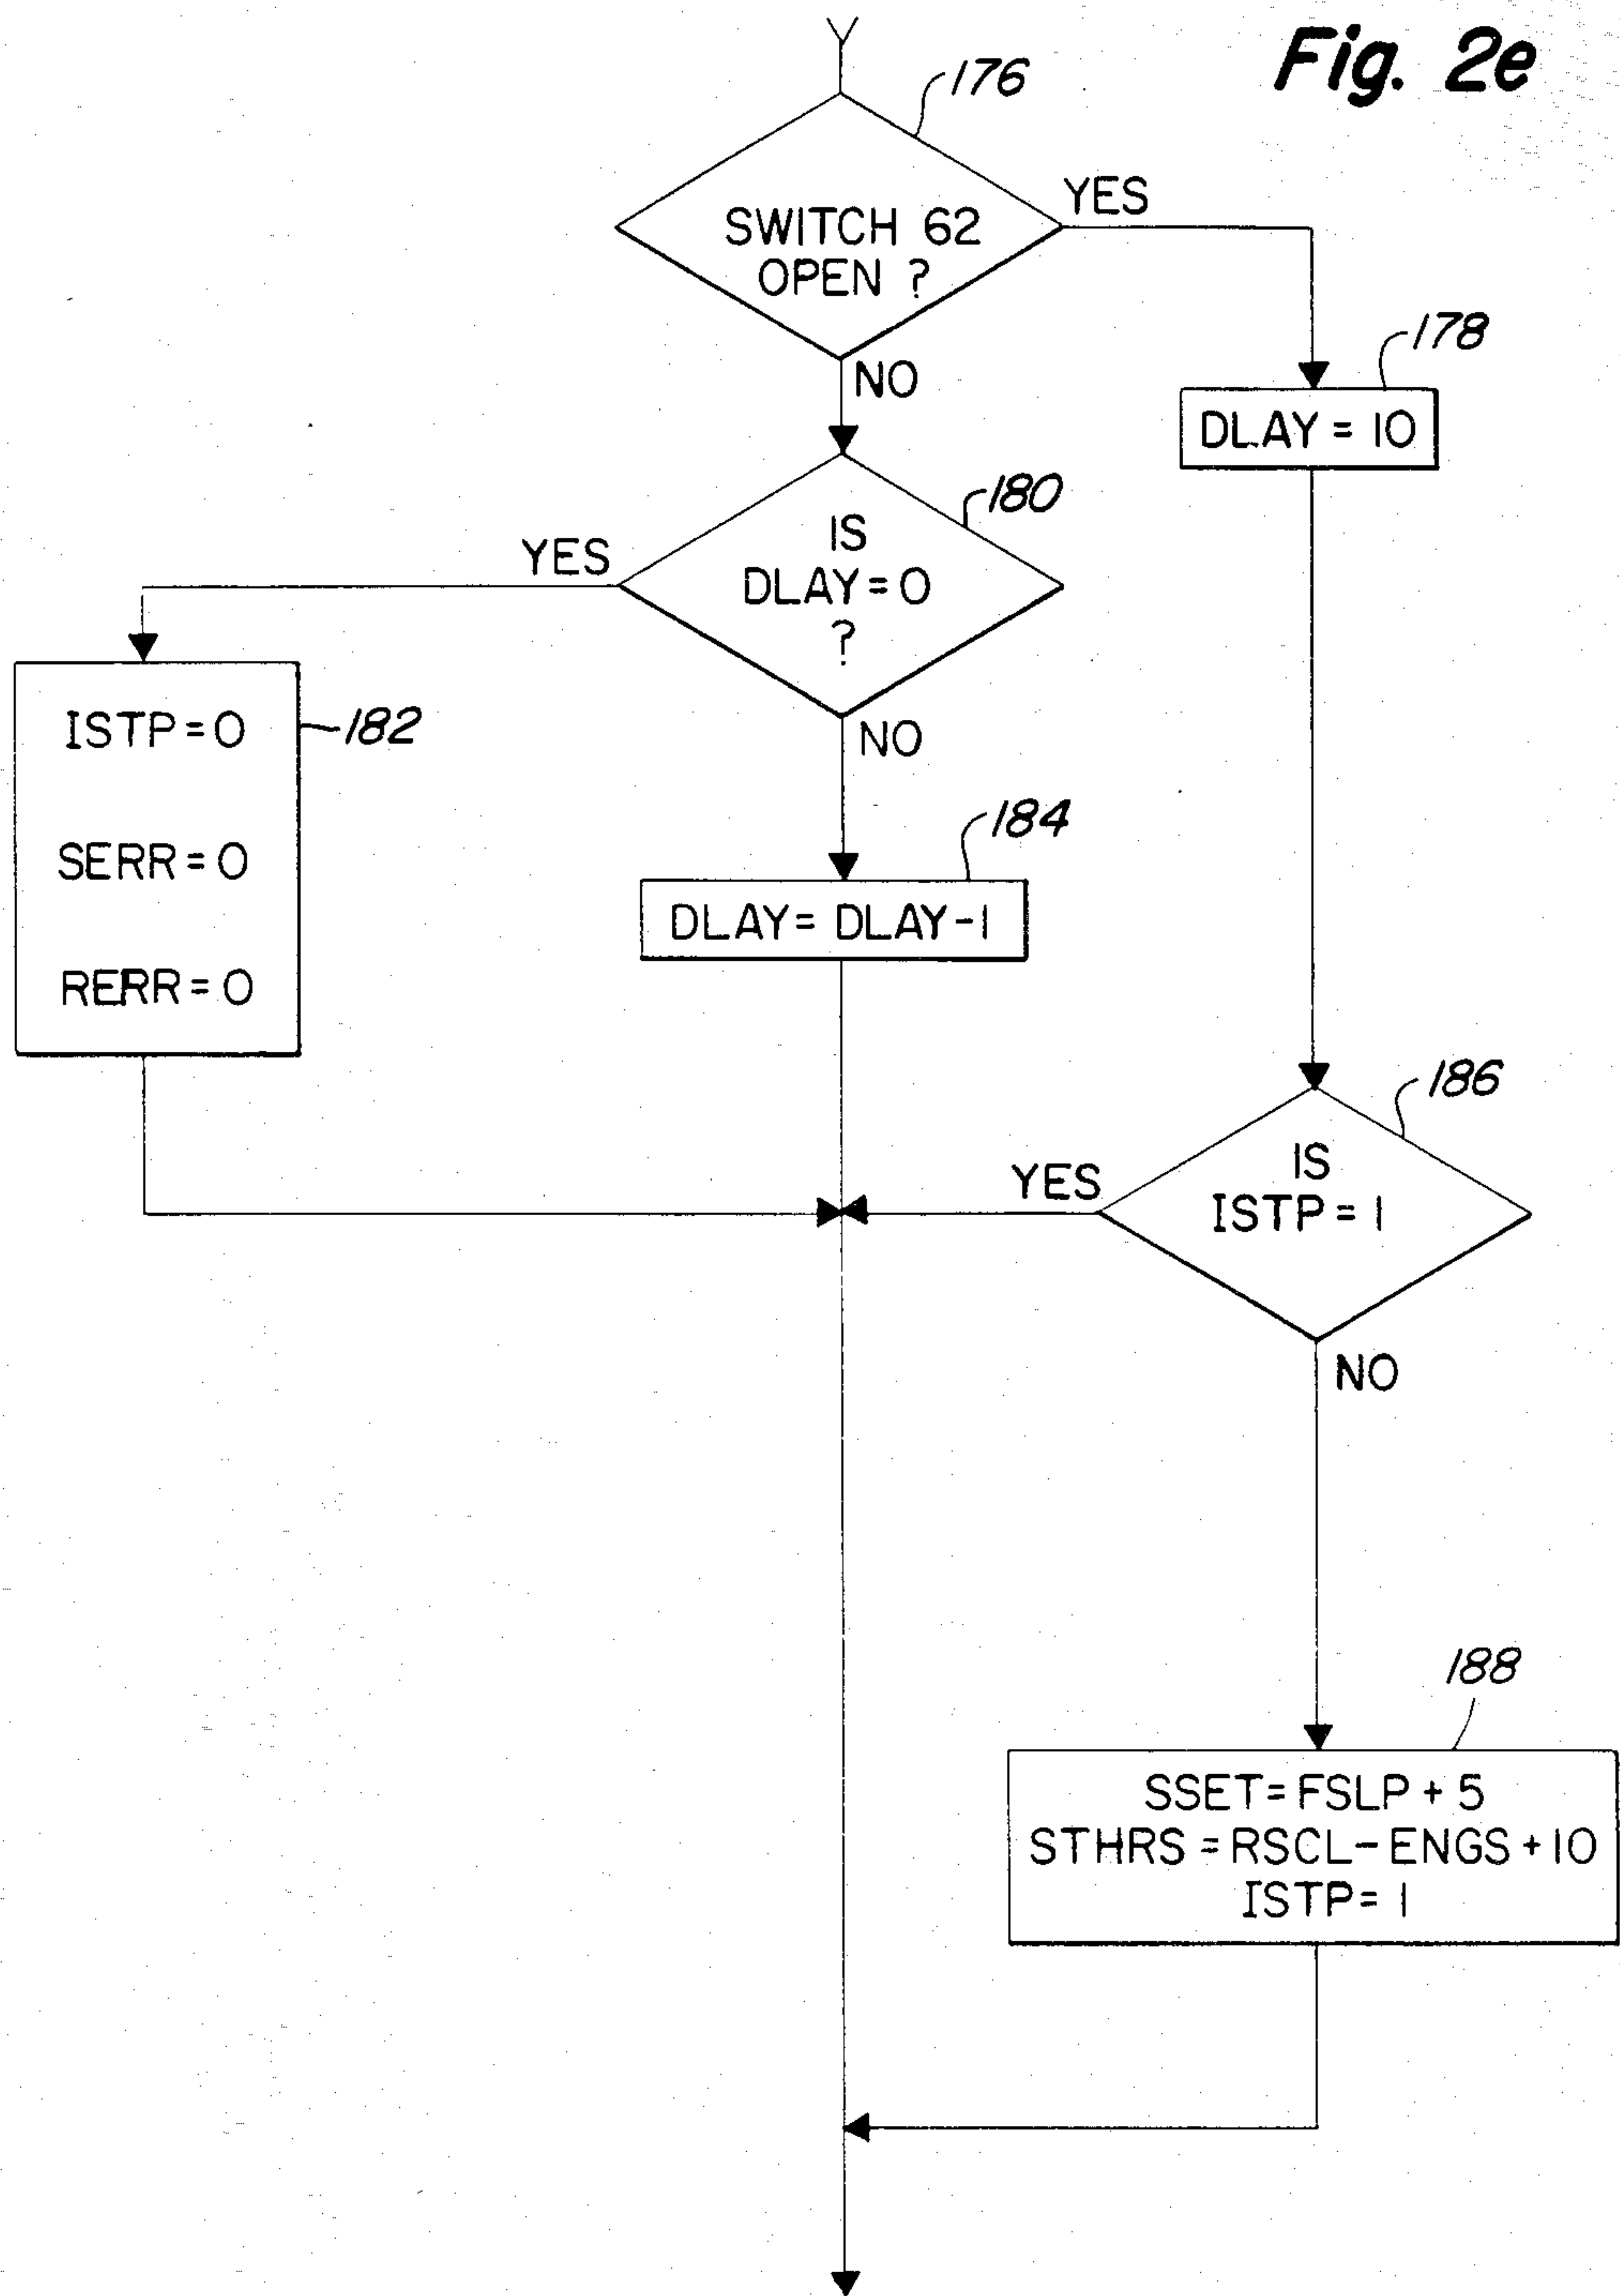 Fig. 2e
176
SWITCH 62
OPEN ?
YES
NO
178
DLAY = 10
180
IS
DLAY = 0
?
YES
NO
182
ISTP = 0
SERR = 0
RERR = 0
184
DLAY = DLAY-1
186
IS
ISTP = 1
YES
NO
188
SSET = FSLP + 5
STHRS = RSCL-ENGS + 10
ISTP = 1